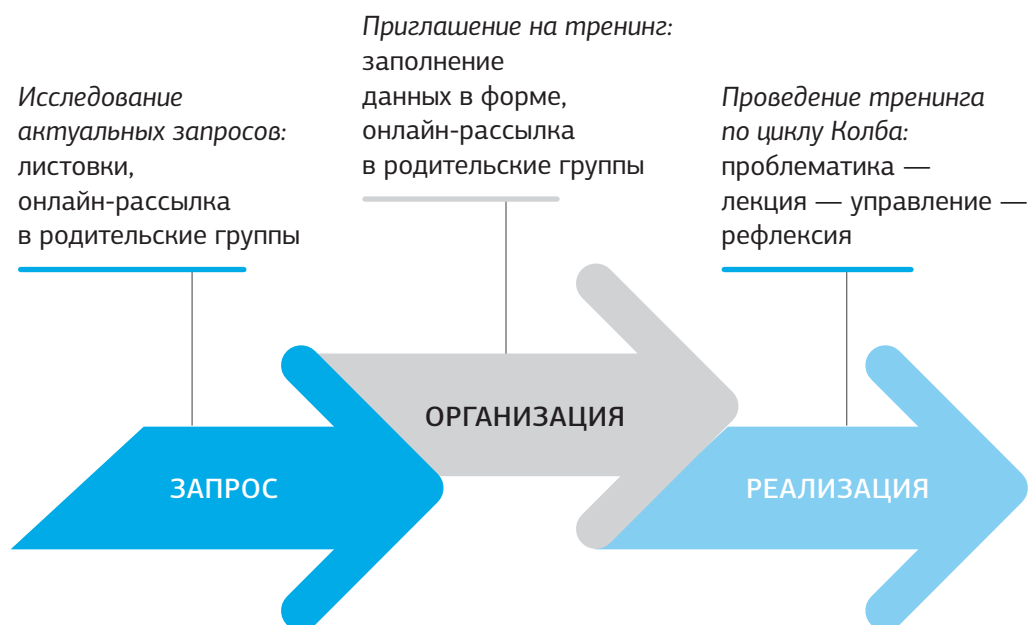 Исследование
актуальных запросов:
листовки,
онлайн-рассылка
в родительские группы
Приглашение на тренинг:
заполнение
данных в форме,
онлайн-рассылка
в родительские группы
Проведение тренинга
по циклу Колба:
проблематика —
лекция — управление —
рефлексия
ЗАПРОС
ОРГАНИЗАЦИЯ
РЕАЛИЗАЦИЯ